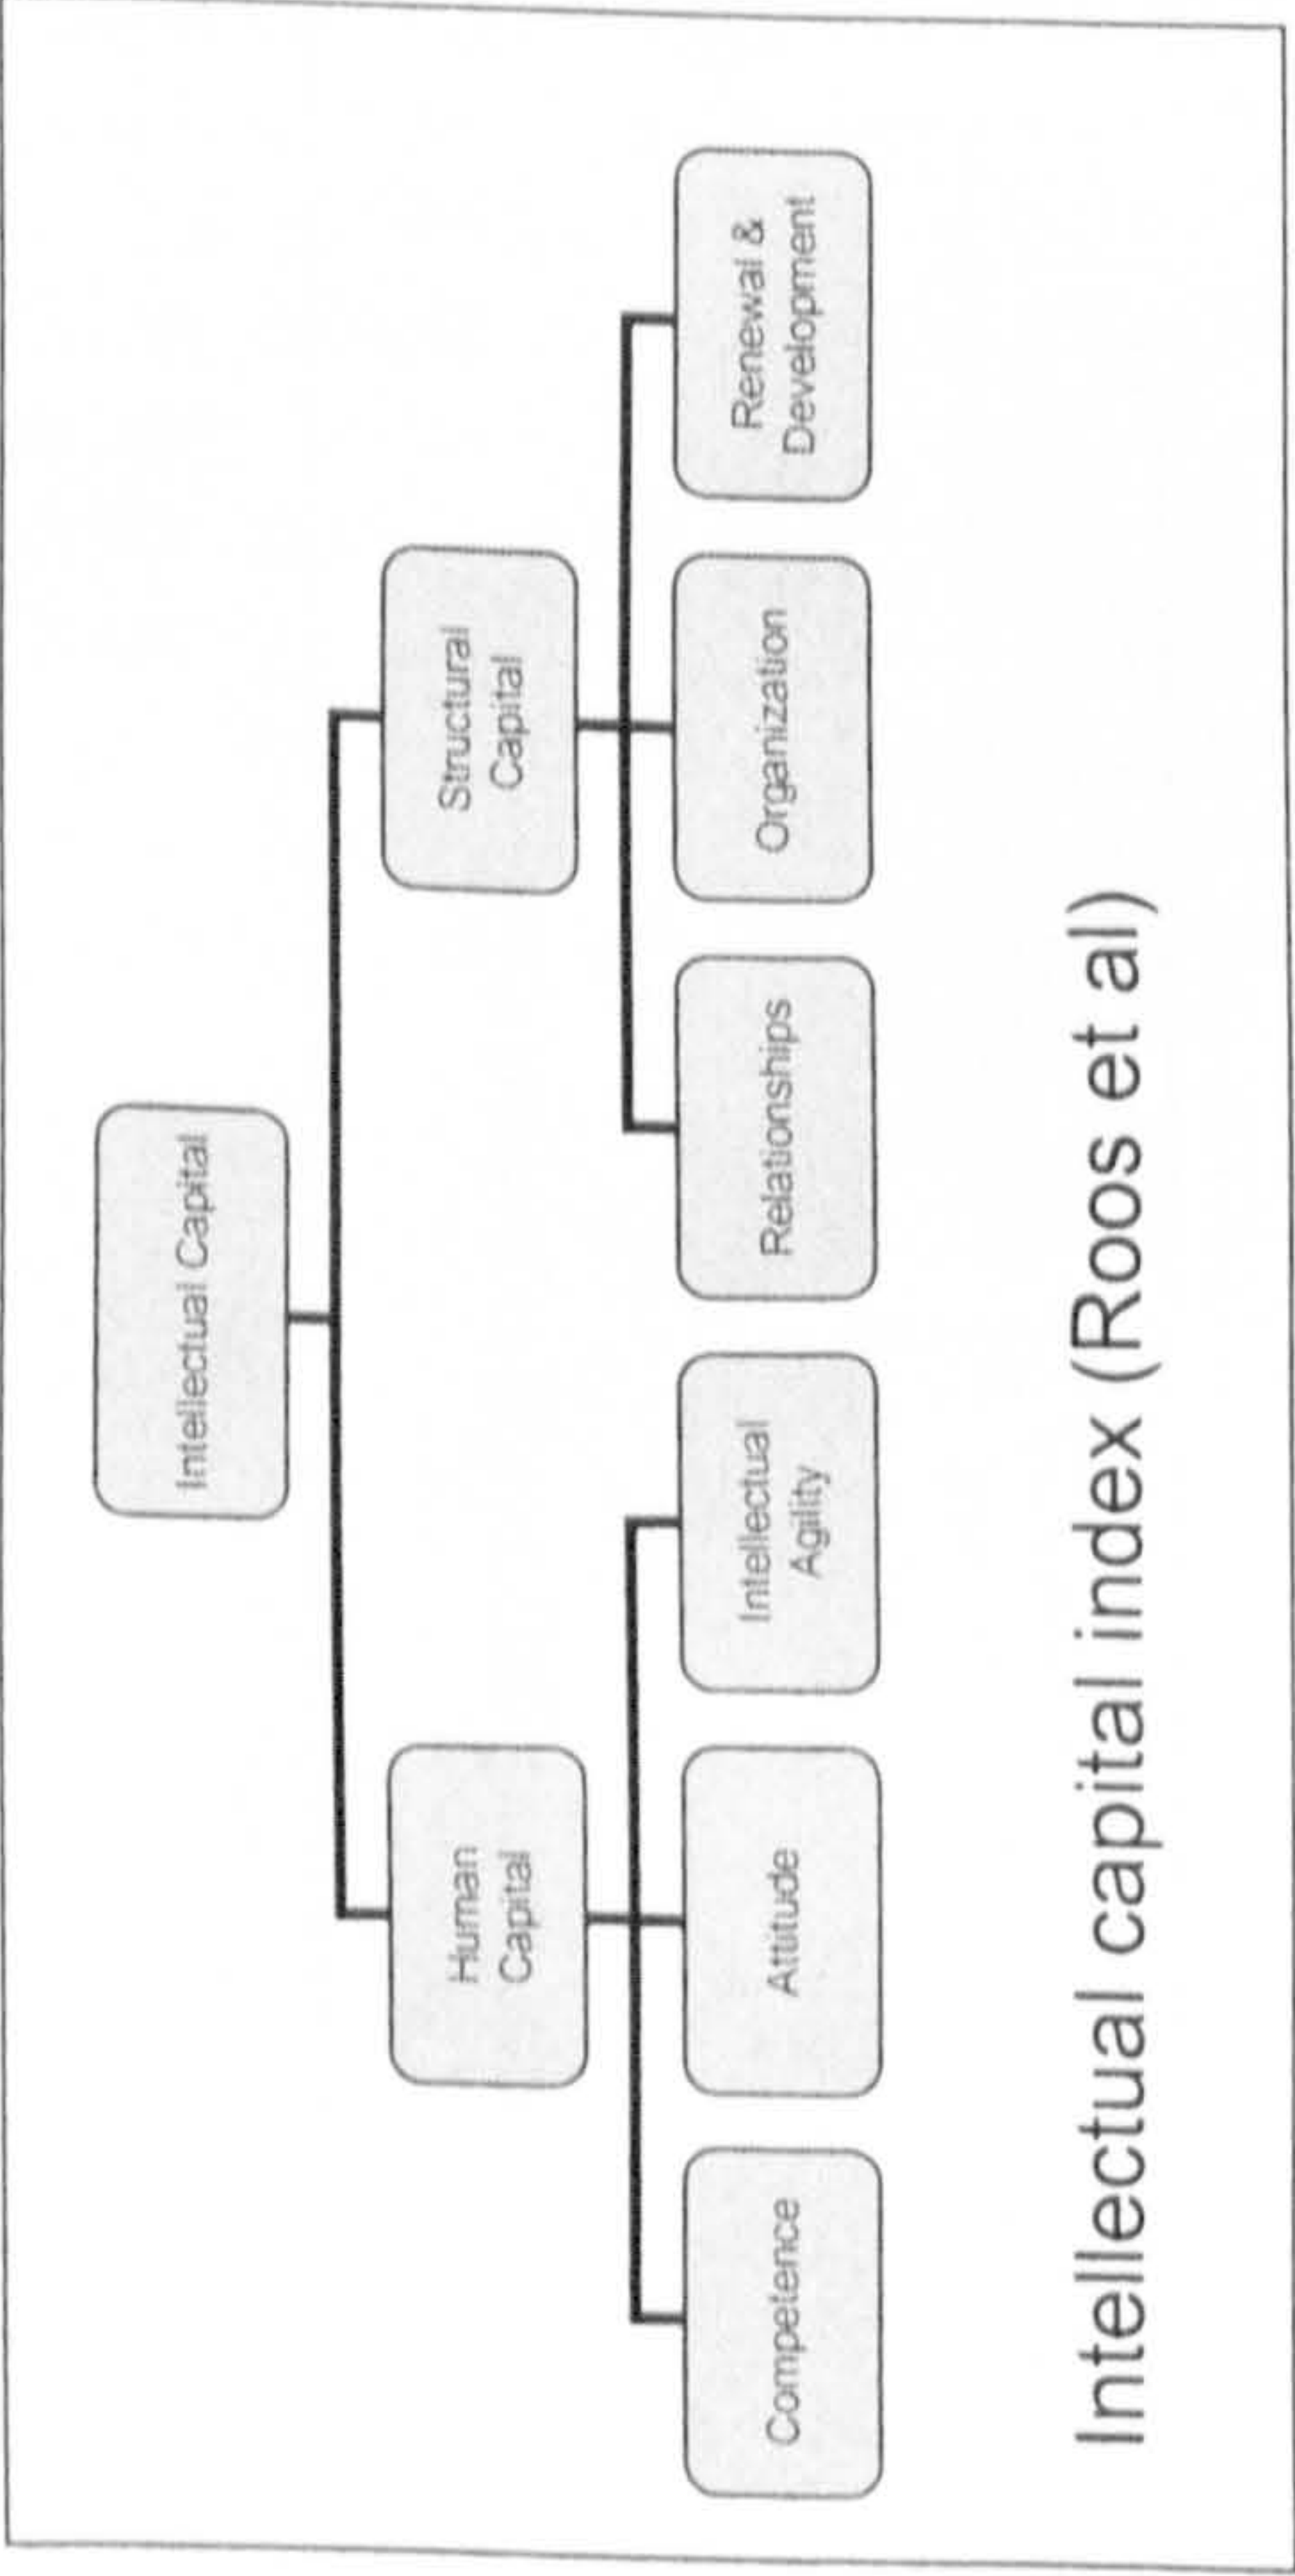 Intellectual Capital
Human
Capital
Structural
Capital
Competence
Attitude
Intellectual
Agility
Relationships
Organization
Renewal &
Development
Intellectual capital index (Roos et al)